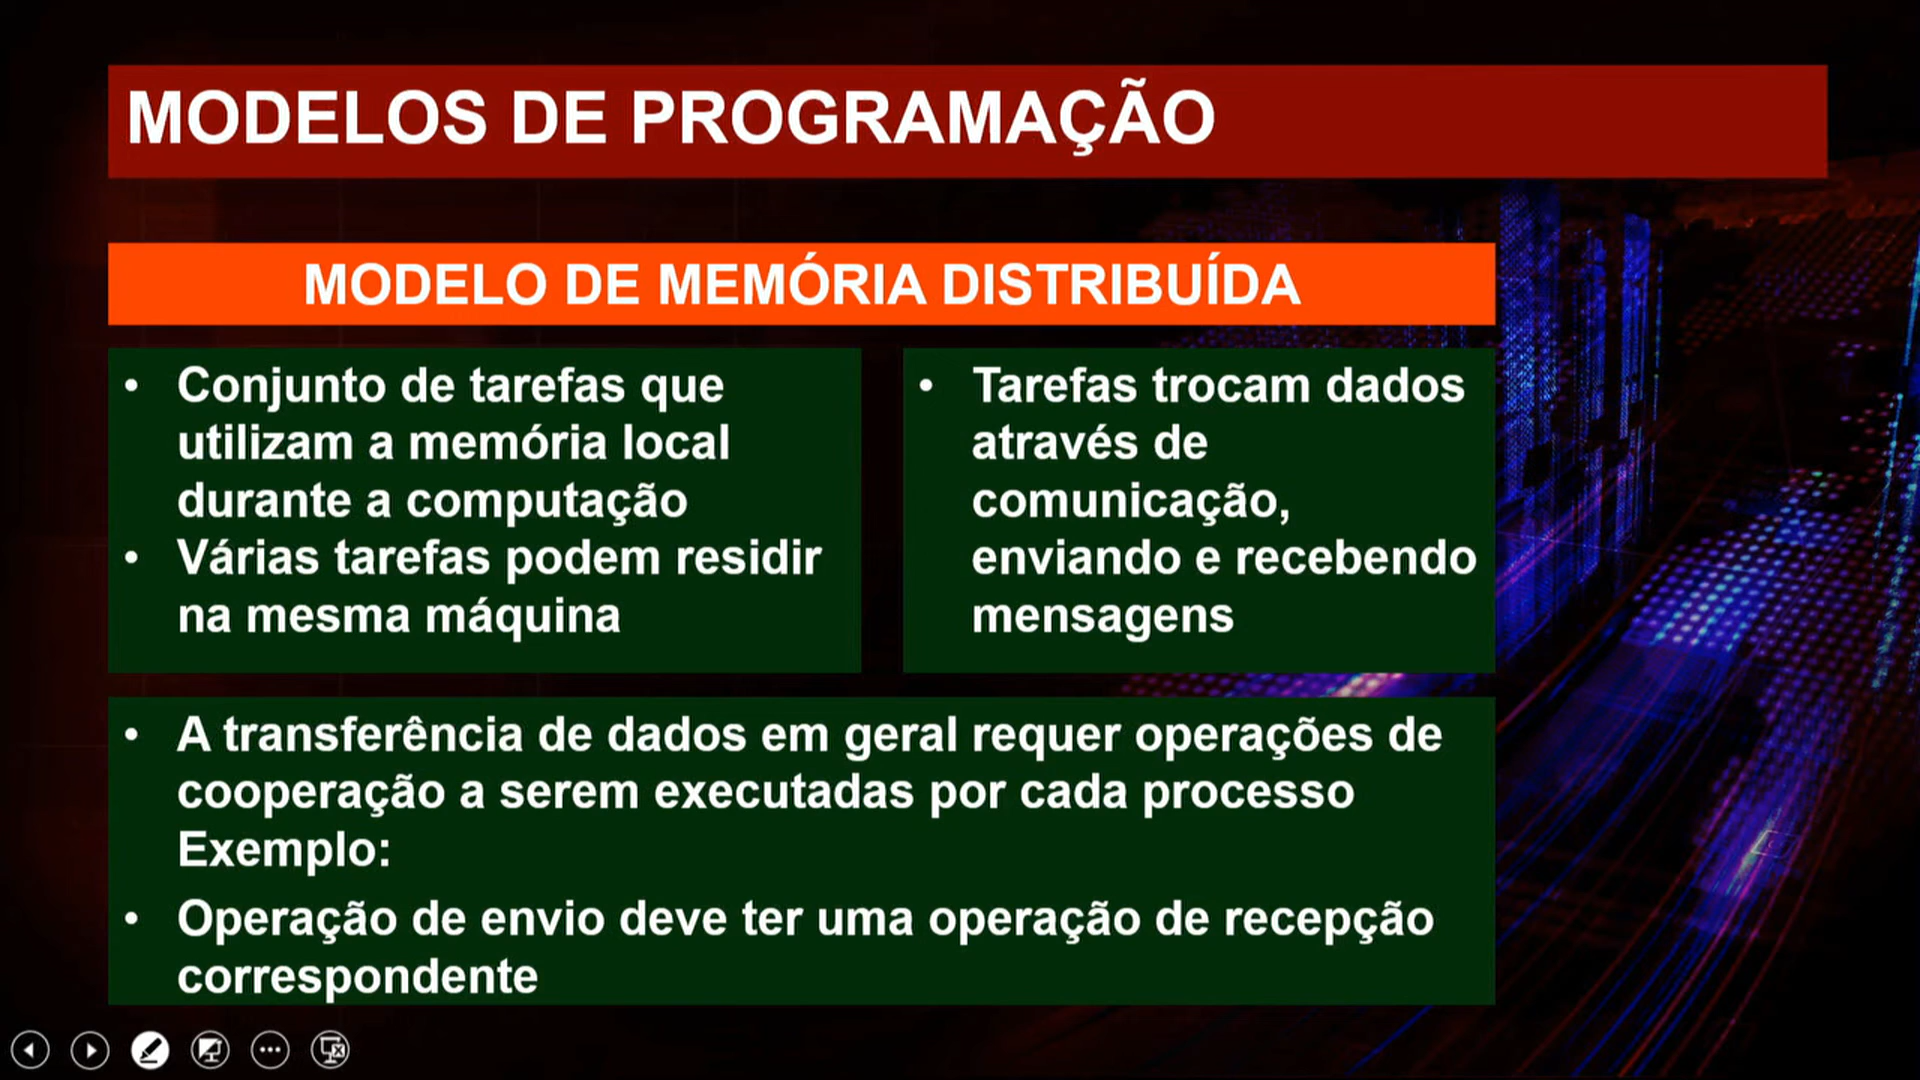 MODELOS DE PROGRAMAÇÃO
MODELO DE MEMÓRIA DISTRIBUÍDA
• Conjunto de tarefas que
utilizam a memória local
durante a computação
• Várias tarefas podem residir
na mesma máquina
• Tarefas trocam dados
através de
comunicação,
enviando e recebendo
mensagens
• A transferência de dados em geral requer operações de
cooperação a serem executadas por cada processo
Exemplo:
• Operação de envio deve ter uma operação de recepção
correspondente